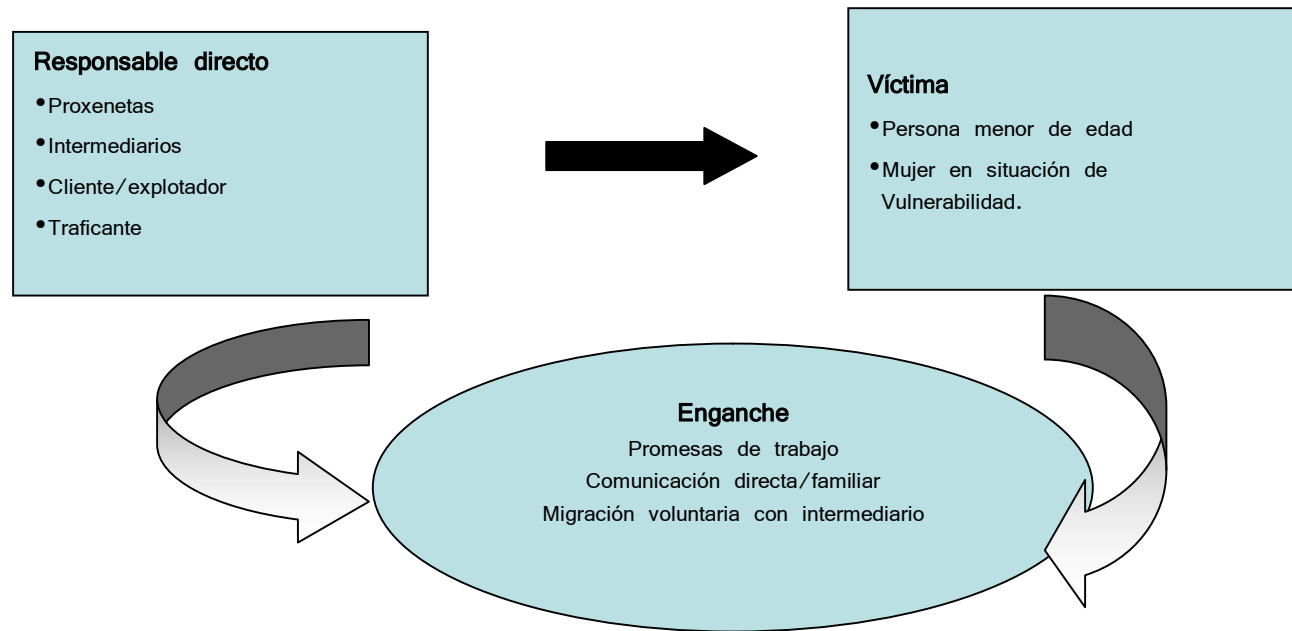 Responsable directo
•Proxenetas
•Intermediarios
•Cliente/explotador
•Traficante
Víctima
•Persona menor de edad
•Mujer en situación de
Vulnerabilidad.
Enganche
Promesas de trabajo
Comunicación directa/familiar
Migración voluntaria con intermediario